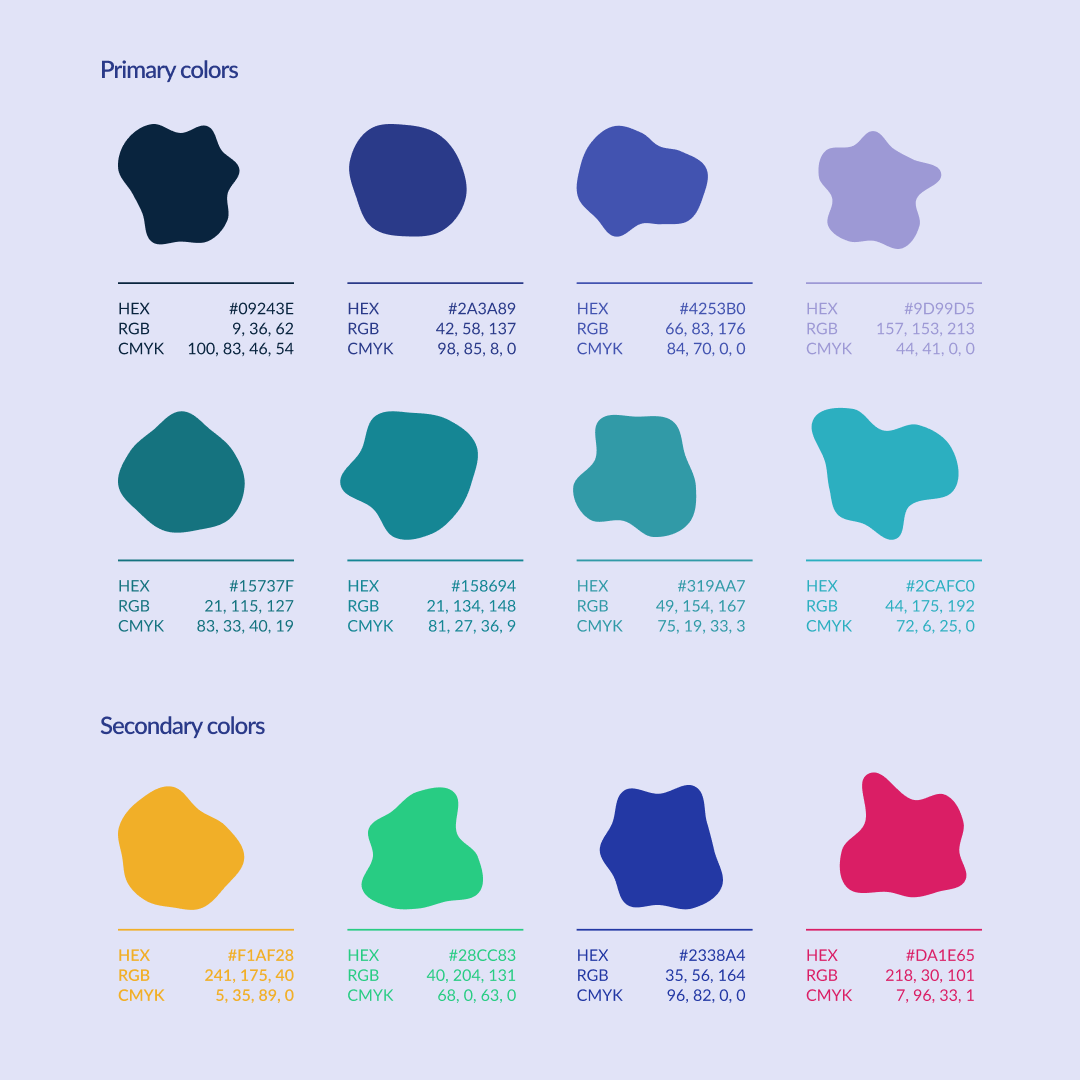 Primary colors
HEX #09243E
RGB 9, 36, 62
CMYK 100, 83, 46, 54
HEX #2A3A89
RGB 42, 58, 137
CMYK 98, 85, 8, 0
HEX #4253B0
RGB 66, 83, 176
CMYK 84, 70, 0, 0
HEX #9D99D5
RGB 157, 153, 213
CMYK 44, 41, 0, 0
HEX #15737F
RGB 21, 115, 127
CMYK 83, 33, 40, 19
HEX #158694
RGB 21, 134, 148
CMYK 81, 27, 36, 9
HEX #319AA7
RGB 49, 154, 167
CMYK 75, 19, 33, 3
HEX #2CAFC0
RGB 44, 175, 192
CMYK 72, 6, 25, 0
Secondary colors
HEX #F1AF28
RGB 241, 175, 40
CMYK 5, 35, 89, 0
HEX #28CC83
RGB 40, 204, 131
CMYK 68, 0, 63, 0
HEX #2338A4
RGB 35, 56, 164
CMYK 96, 82, 0, 0
HEX #DA1E65
RGB 218, 30, 101
CMYK 7, 96, 33, 1